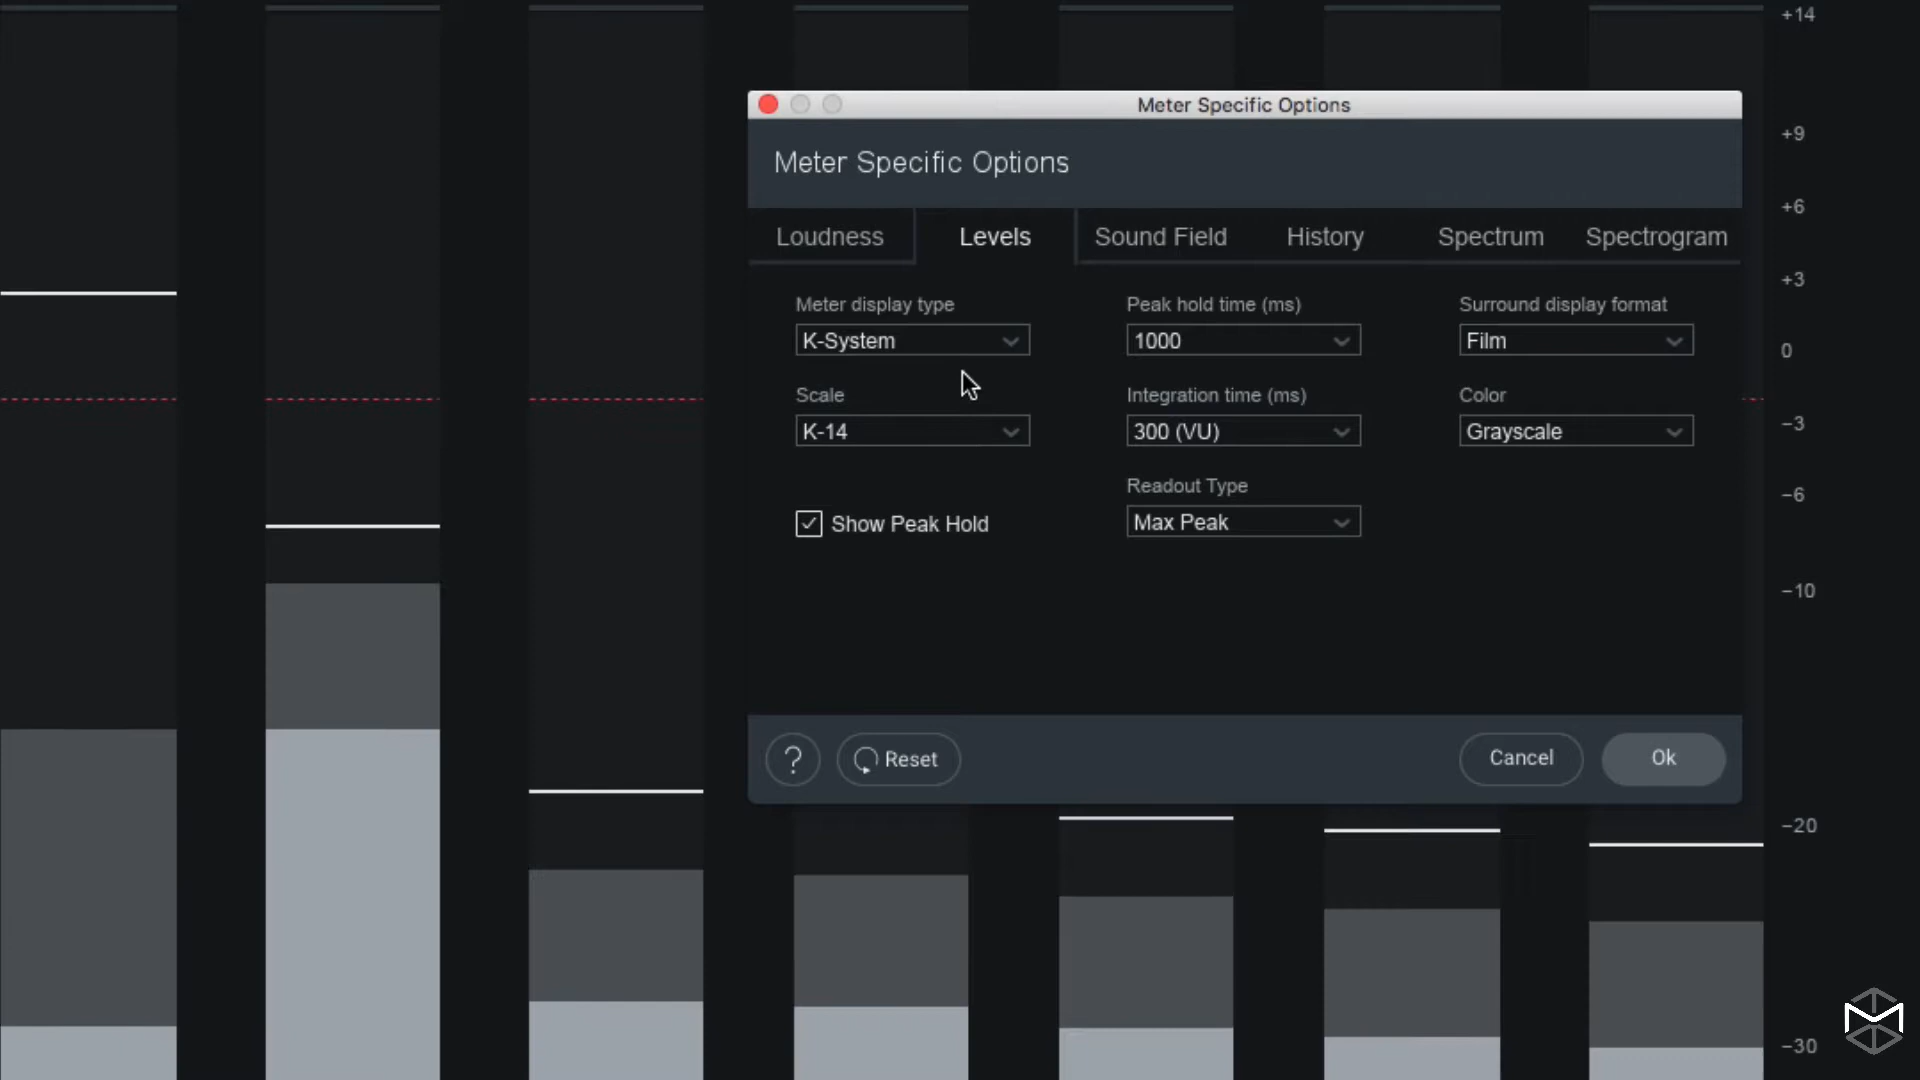 Meter Specific Options
Meter Specific Options
Loudness
Levels
Sound Field
History
Spectrum
Spectrogram
Meter display type
K-System
Peak hold time (ms)
1000
Surround display format
Film
Scale
K-14
Integration time (ms)
300 (VU)
Color
Grayscale
Show Peak Hold
Readout Type
Max Peak
?
Reset
Cancel
Ok
+14
+9
+6
+3
0
−3
−6
−10
−20
−30